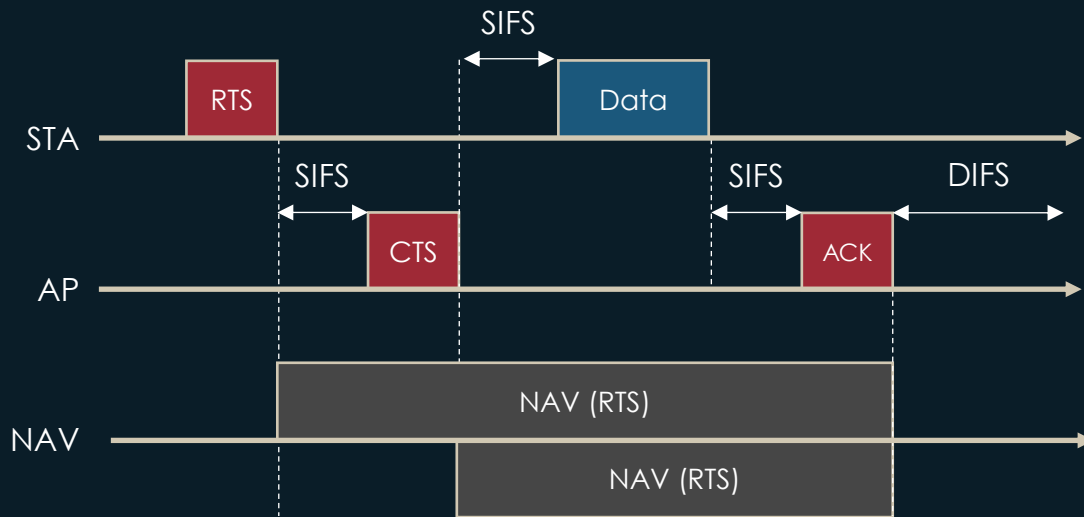 SIFS
RTS
Data
STA
SIFS
SIFS
DIFS
CTS
ACK
AP
NAV (RTS)
NAV
NAV (RTS)